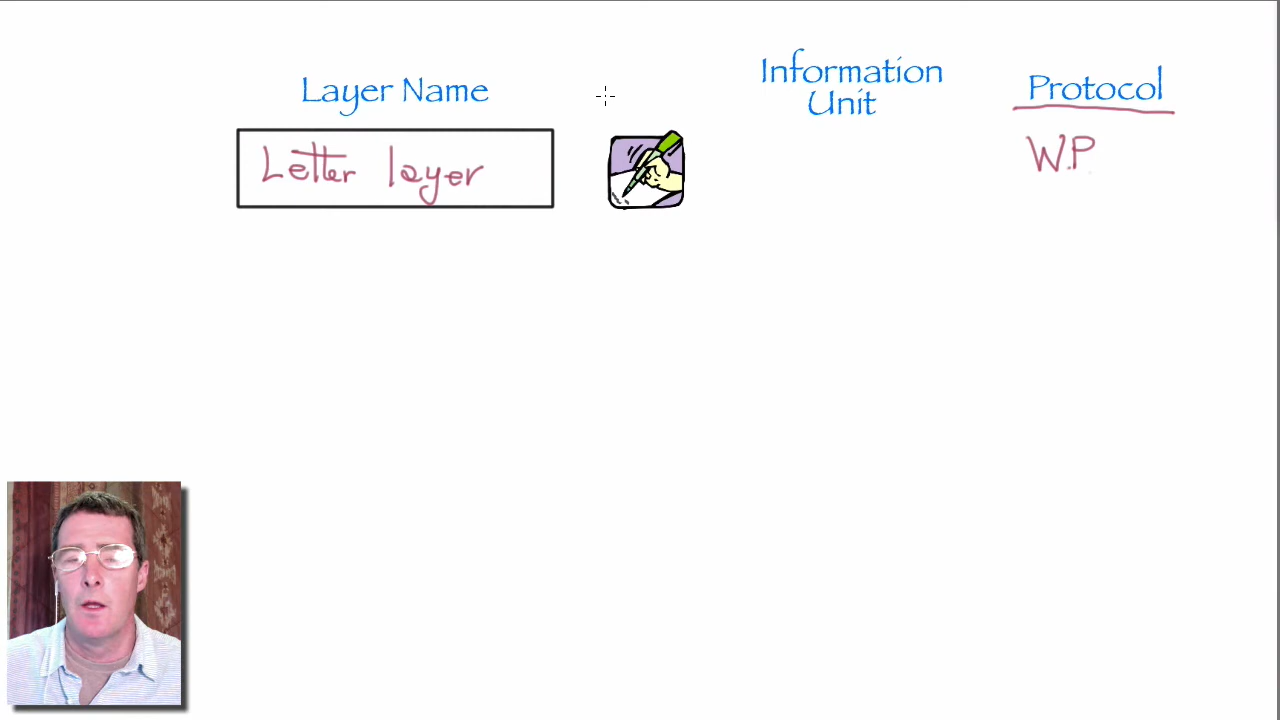 Layer Name
Information
Unit
Protocol
Letter layer
W.P